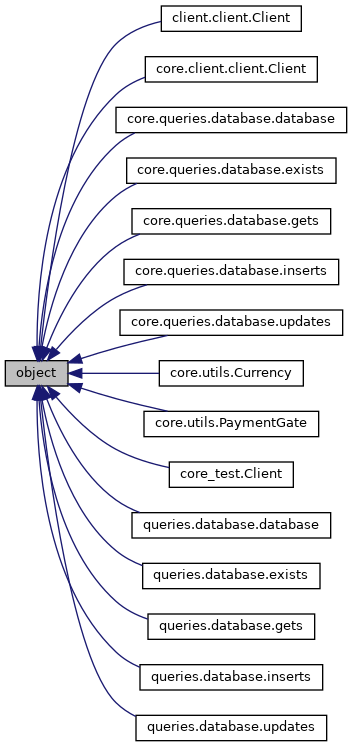 client.client.Client
core.client.client.Client
core.queries.database.database
core.queries.database.exists
core.queries.database.gets
core.queries.database.inserts
core.queries.database.updates
object
core.utils.Currency
core.utils.PaymentGate
core_test.Client
queries.database.database
queries.database.exists
queries.database.gets
queries.database.inserts
queries.database.updates